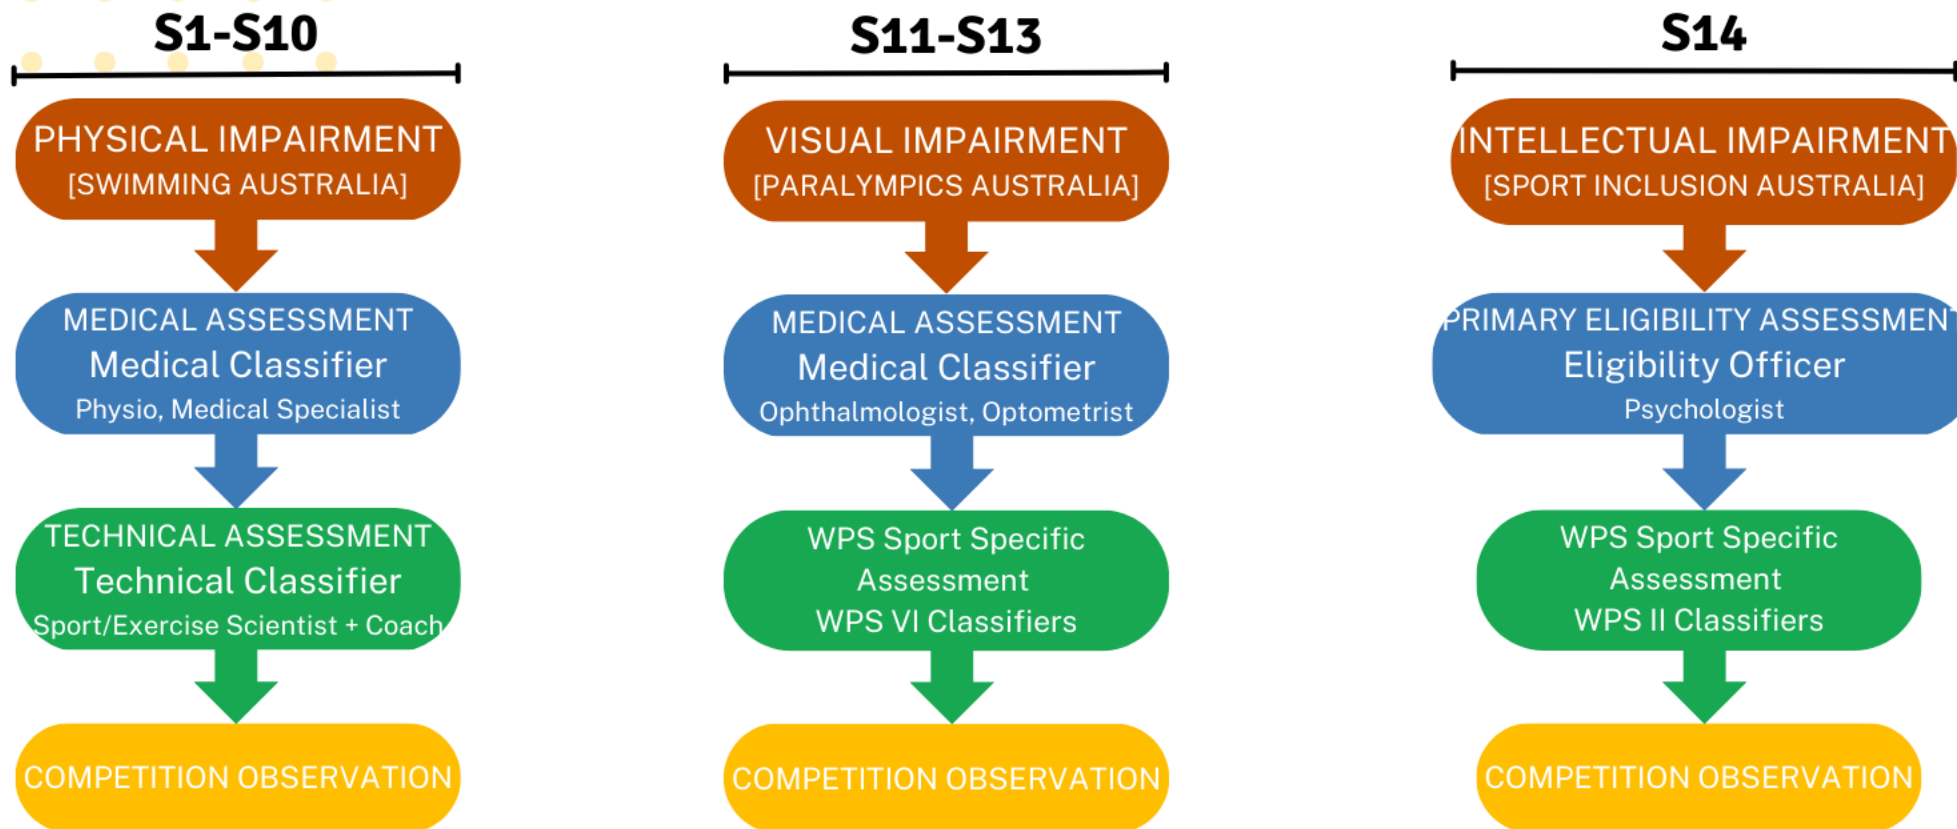 S1-S10
PHYSICAL IMPAIRMENT
[SWIMMING AUSTRALIA]
MEDICAL ASSESSMENT
Medical Classifier
Physio, Medical Specialist
TECHNICAL ASSESSMENT
Technical Classifier
Sport/Exercise Scientist + Coach
COMPETITION OBSERVATION
S11-S13
VISUAL IMPAIRMENT
[PARALYMPICS AUSTRALIA]
MEDICAL ASSESSMENT
Medical Classifier
Ophthalmologist, Optometrist
WPS Sport Specific
Assessment
WPS VI Classifiers
COMPETITION OBSERVATION
S14
INTELLECTUAL IMPAIRMENT
[SPORT INCLUSION AUSTRALIA]
PRIMARY ELIGIBILITY ASSESSMENT
Eligibility Officer
Psychologist
WPS Sport Specific
Assessment
WPS II Classifiers
COMPETITION OBSERVATION